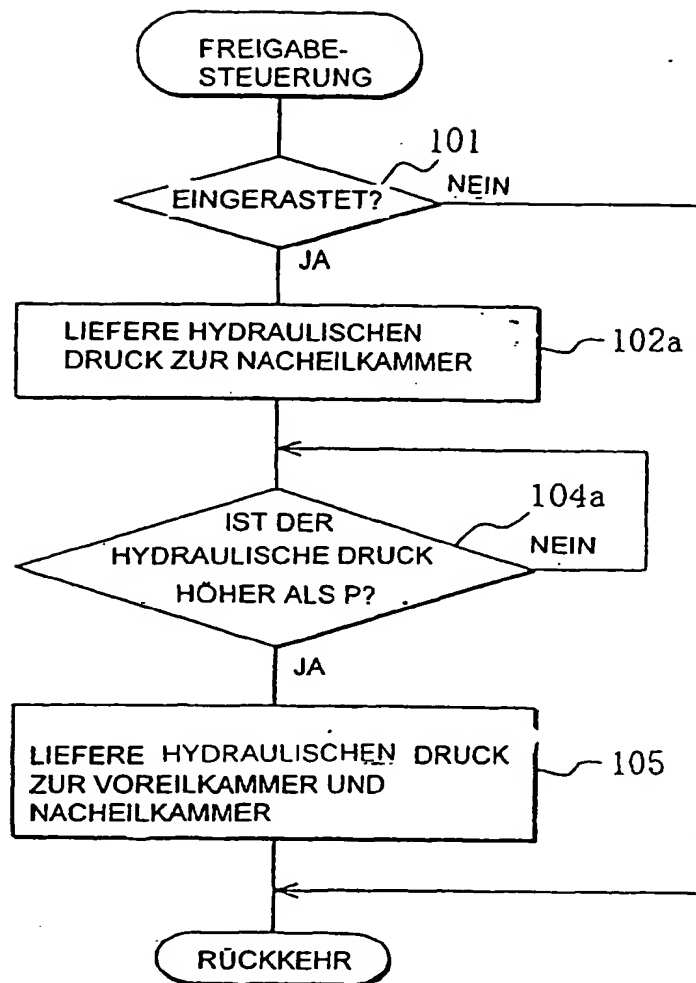 FREIGABE-
STEUERUNG
101
EINGERASTET?
NEIN
JA
LIEFERE HYDRAULISCHEN
DRUCK ZUR NACHEILKAMMER
102a
104a
IST DER
HYDRAULISCHE DRUCK
HÖHER ALS P?
NEIN
JA
LIEFERE HYDRAULISCHEN DRUCK
ZUR VOREILKAMMER UND
NACHEILKAMMER
105
RÜCKKEHR